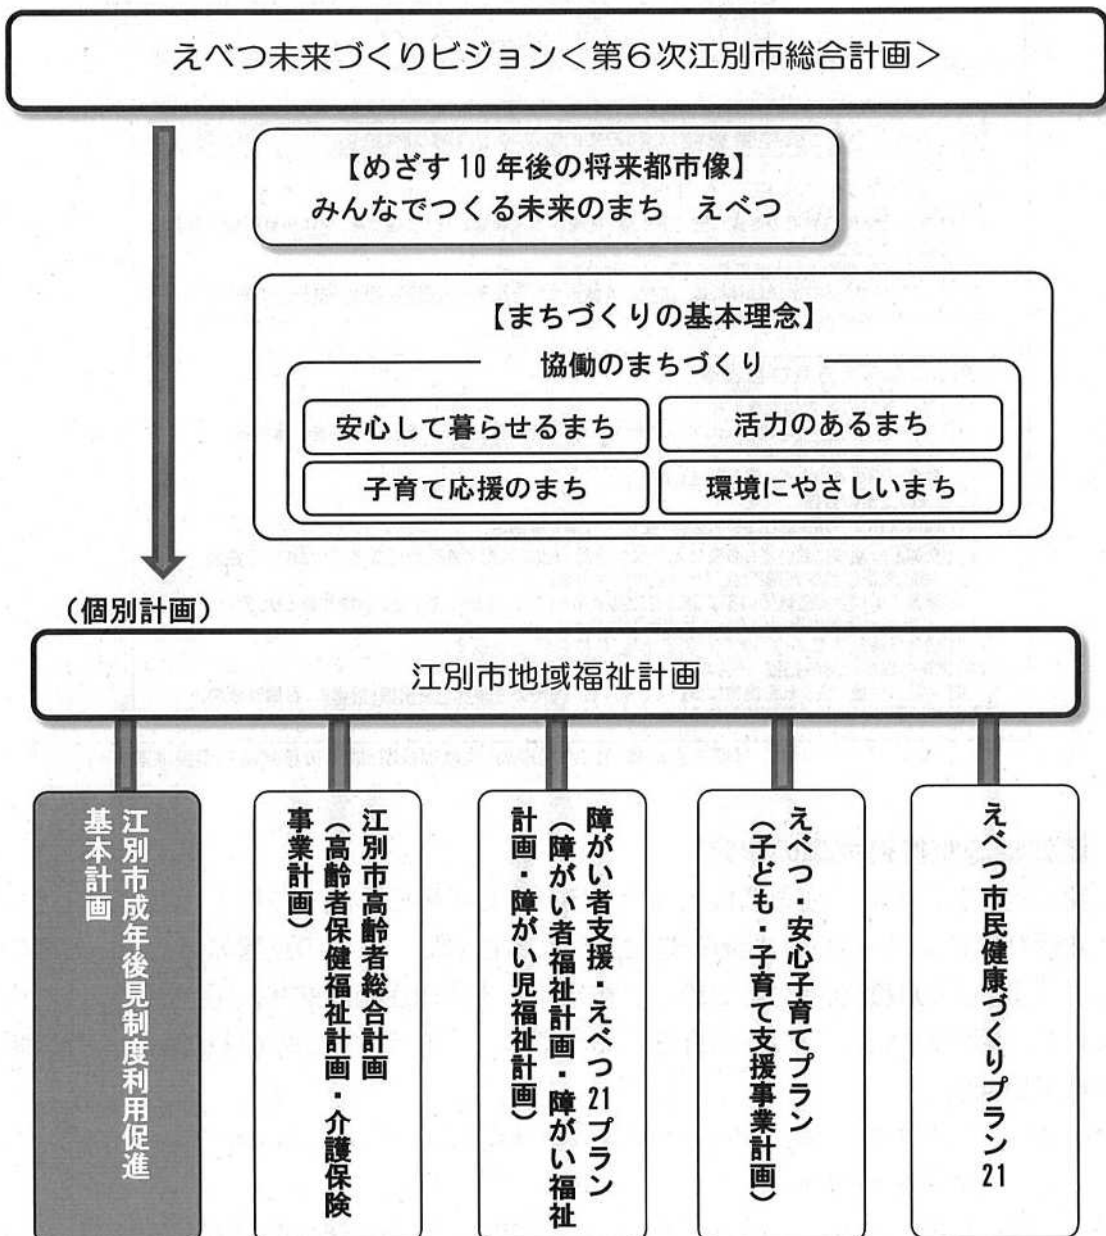 えべつ未来づくりビジョン＜第６次江別市総合計画＞
【めざす 10 年後の将来都市像】
みんなでつくる未来のまち　えべつ
【まちづくりの基本理念】
協働のまちづくり
安心して暮らせるまち
活力のあるまち
子育て応援のまち
環境にやさしいまち
（個別計画）
江別市地域福祉計画
江別市成年後見制度利用促進
基本計画
江別市高齢者総合計画
（高齢者保健福祉計画・介護保険
事業計画）
障がい者支援・えべつ21プラン
（障がい者福祉計画・障がい福祉
計画・障がい児福祉計画）
えべつ・安心子育てプラン
（子ども・子育て支援事業計画）
えべつ市民健康づくりプラン21